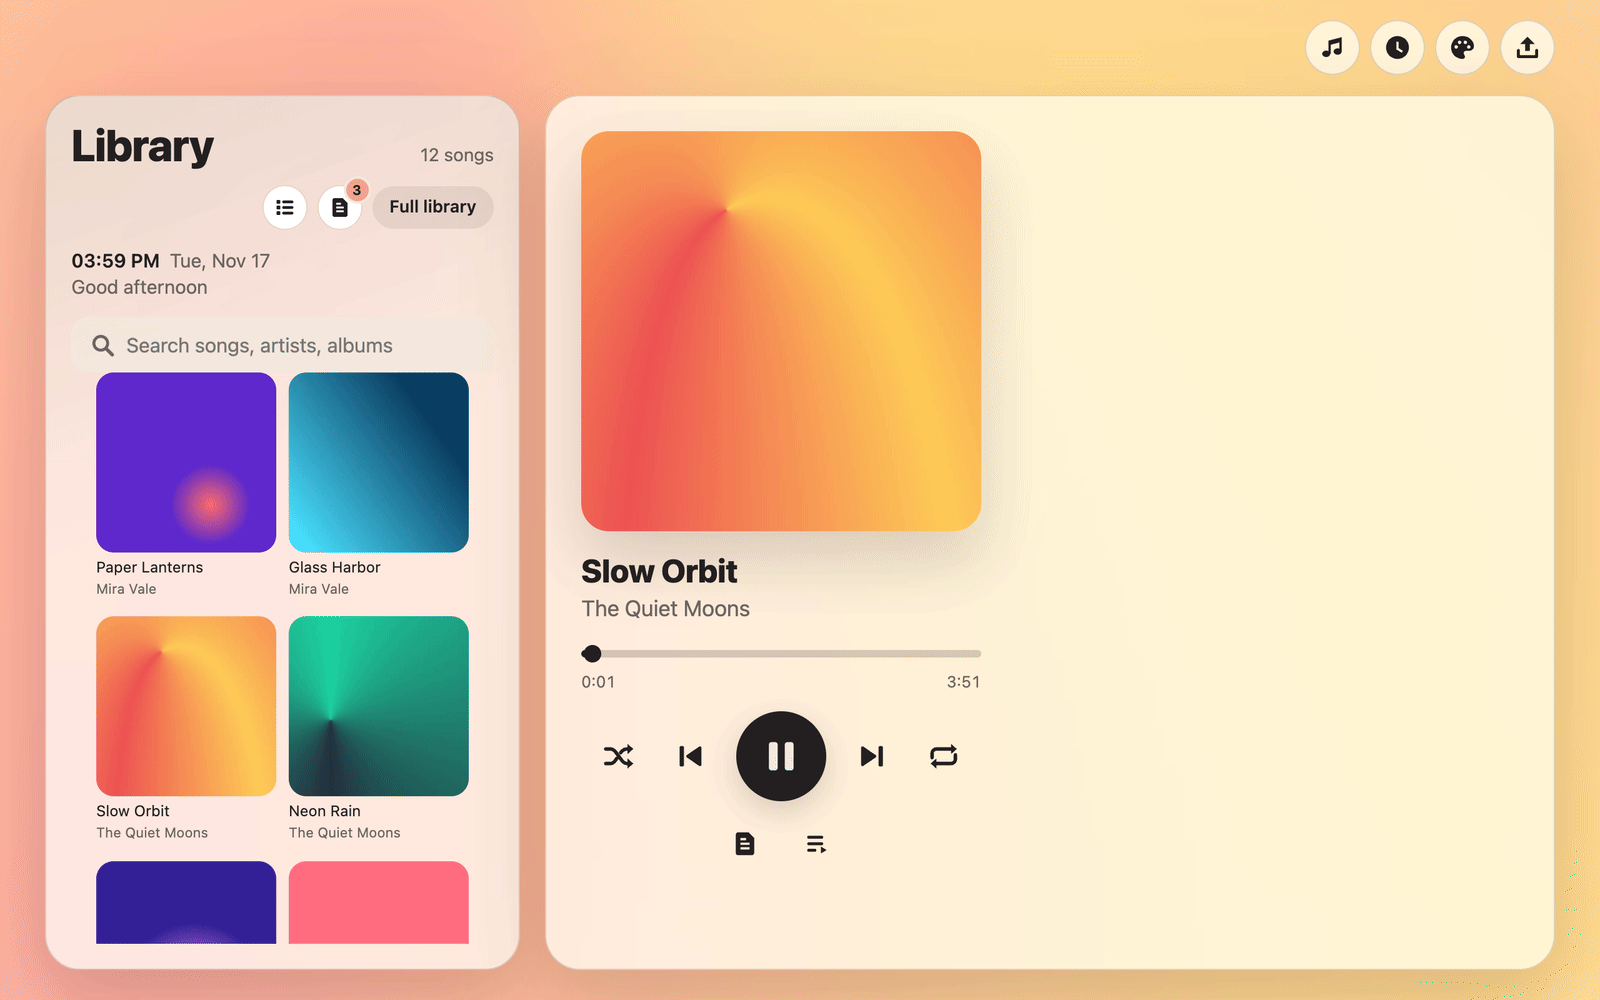 Library
12 songs
3
Full library
03:59 PM Tue, Nov 17
Good afternoon
Search songs, artists, albums
Paper Lanterns
Mira Vale
Glass Harbor
Mira Vale
Slow Orbit
The Quiet Moons
Neon Rain
The Quiet Moons
Slow Orbit
The Quiet Moons
0:01
3:51